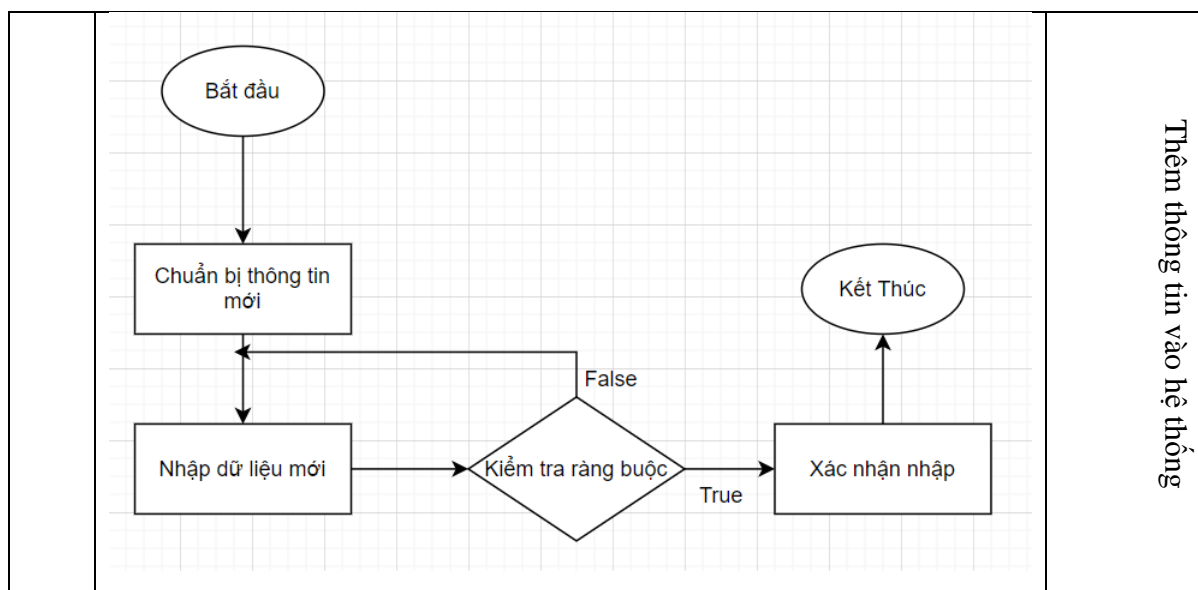 Bắt đầu
Chuẩn bị thông tin
mới
Nhập dữ liệu mới
Kiểm tra ràng buộc
False
True
Xác nhận nhập
Kết Thúc
Thêm thông tin vào hệ thống